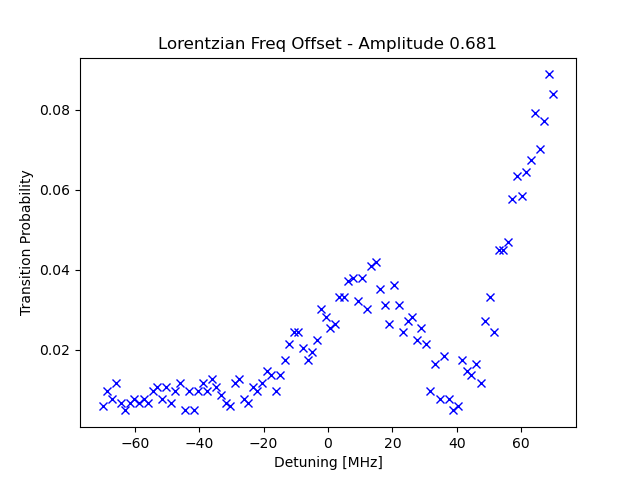 Lorentzian Freq Offset - Amplitude 0.681
0.08
0.06
0.04
0.02
Transition Probability
−60 −40 −20 0 20 40 60
Detuning [MHz]